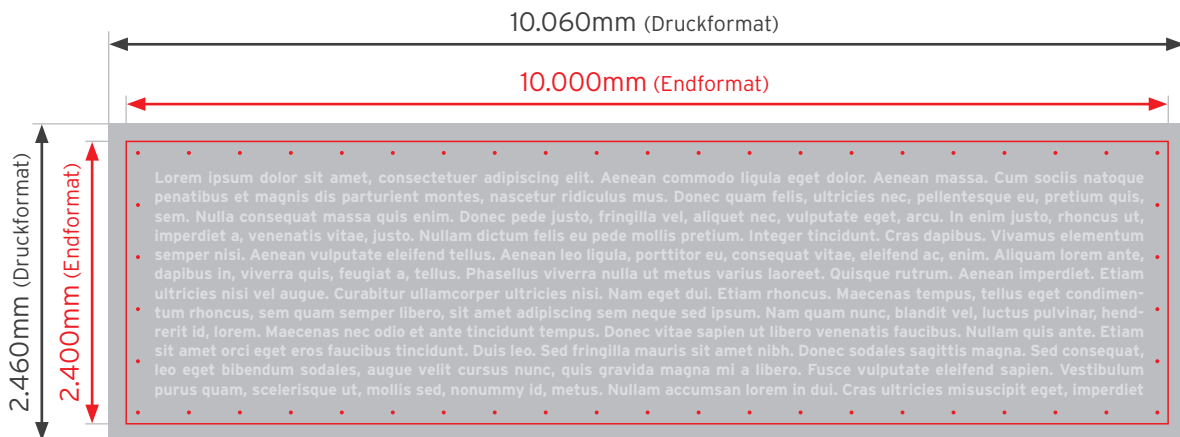 10.060mm (Druckformat)
10.000mm (Endformat)
2.460mm (Druckformat)
2.400mm (Endformat)
Lorem ipsum dolor sit amet, consectetuer adipiscing elit. Aenean commodo ligula eget dolor. Aenean massa. Cum sociis natoque
penatibus et magnis dis parturient montes, nascetur ridiculus mus. Donec quam felis, ultricies nec, pellentesque eu, pretium quis,
sem. Nulla consequat massa quis enim. Donec pede justo, fringilla vel, aliquet nec, vulputate eget, arcu. In enim justo, rhoncus ut,
imperdiet a, venenatis vitae, justo. Nullam dictum felis eu pede mollis pretium. Integer tincidunt. Cras dapibus. Vivamus elementum
semper nisi. Aenean vulputate eleifend tellus. Aenean leo ligula, porttitor eu, consequat vitae, eleifend ac, enim. Aliquam lorem ante,
dapibus in, viverra quis, feugiat a, tellus. Phasellus viverra nulla ut metus varius laoreet. Quisque rutrum. Aenean imperdiet. Etiam
ultricies nisi vel augue. Curabitur ullamcorper ultricies nisi. Nam eget dui. Etiam rhoncus. Maecenas tempus, tellus eget condimen-
tum rhoncus, sem quam semper libero, sit amet adipiscing sem neque sed ipsum. Nam quam nunc, blandit vel, luctus pulvinar, hend-
rerit id, lorem. Maecenas nec odio et ante tincidunt tempus. Donec vitae sapien ut libero venenatis faucibus. Nullam quis ante. Etiam
sit amet orci eget eros faucibus tincidunt. Duis leo. Sed fringilla mauris sit amet nibh. Donec sodales sagittis magna. Sed consequat,
leo eget bibendum sodales, augue velit cursus nunc, quis gravida magna mi a libero. Fusce vulputate eleifend sapien. Vestibulum
purus quam, scelerisque ut, mollis sed, nonummy id, metus. Nullam accumsan lorem in dui. Cras ultricies misuscipit eget, imperdiet